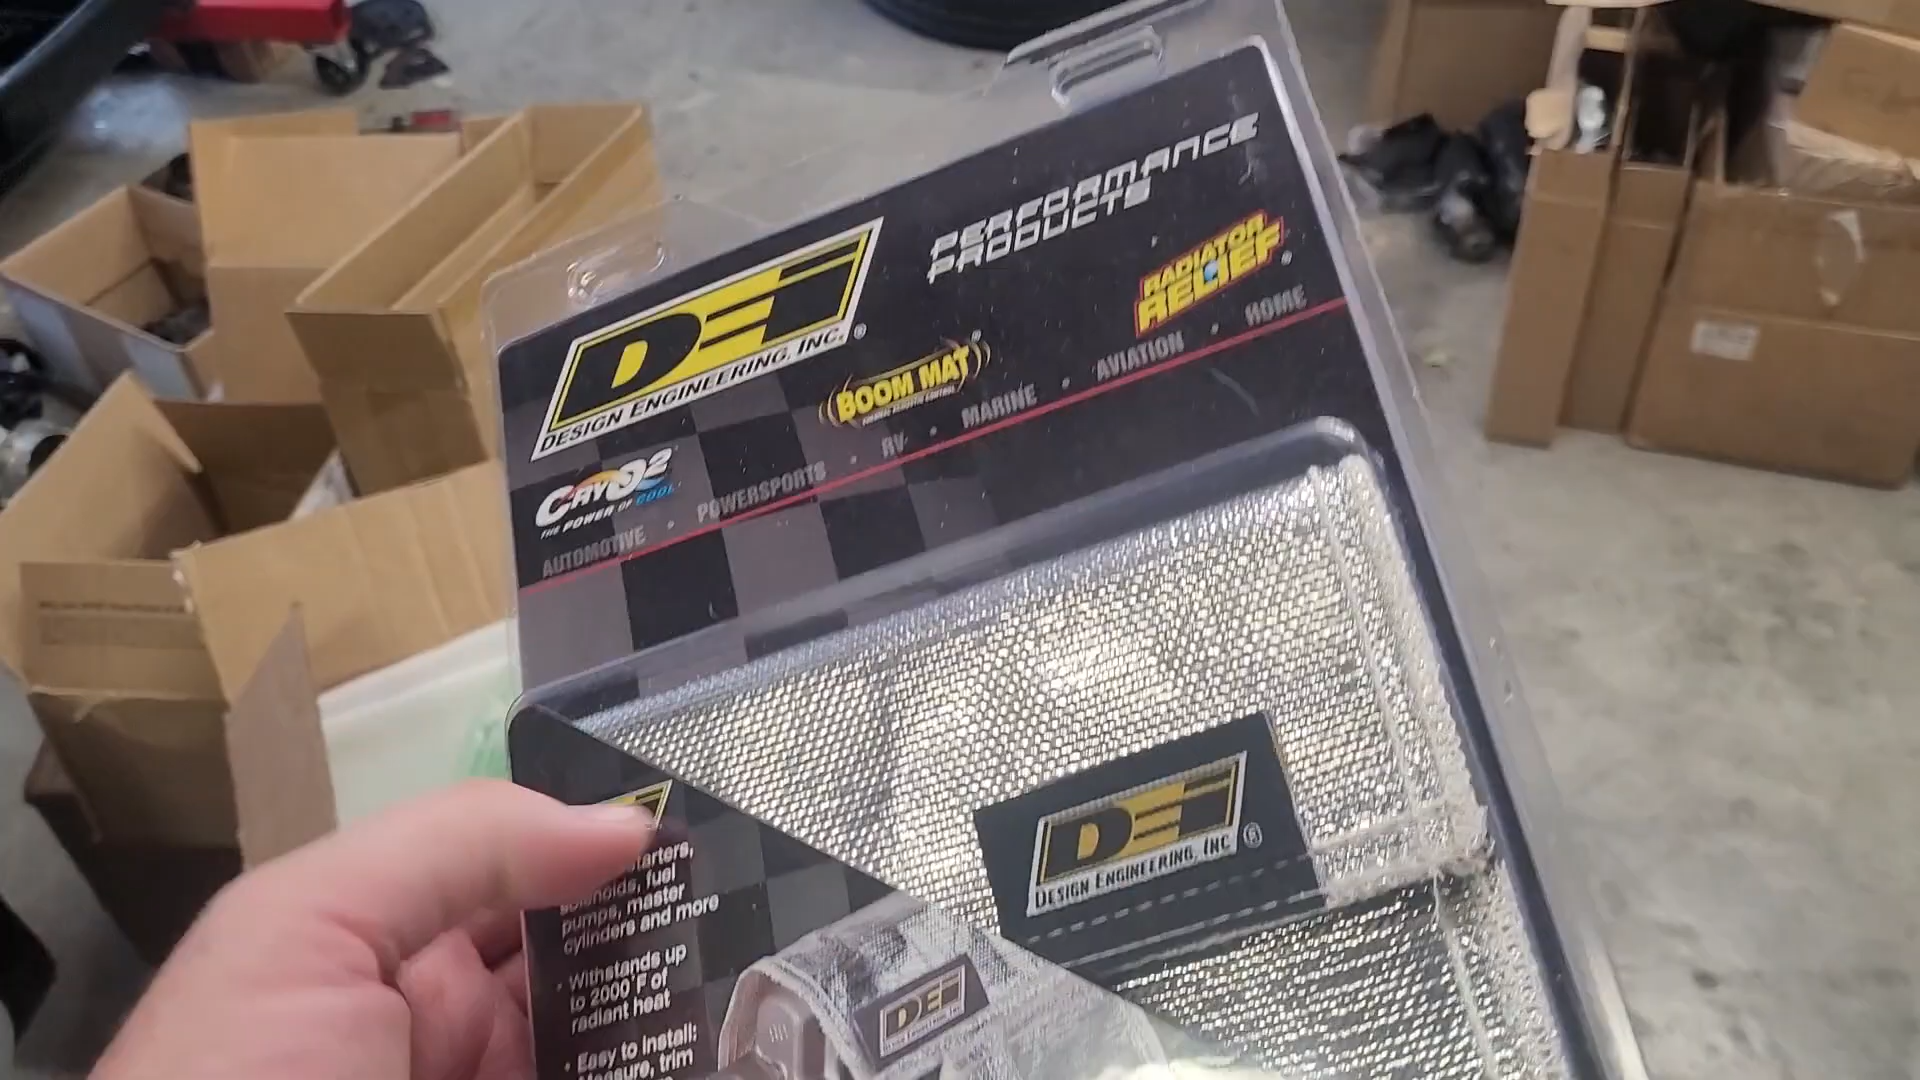 PERFORMANCE
PRODUCTS
DEi
DESIGN ENGINEERING, INC.®
RADIATOR
RELIEF®
BOOM MAT®
CRYO2
THE POWER OF COOL
AUTOMOTIVE • POWERSPORTS • RV • MARINE • AVIATION • HOME
DEi
DESIGN ENGINEERING, INC ®
starters,
solenoids, fuel
pumps, master
cylinders and more
• Withstands up
to 2000°F of
radiant heat
• Easy to install:
Measure, trim
DEi